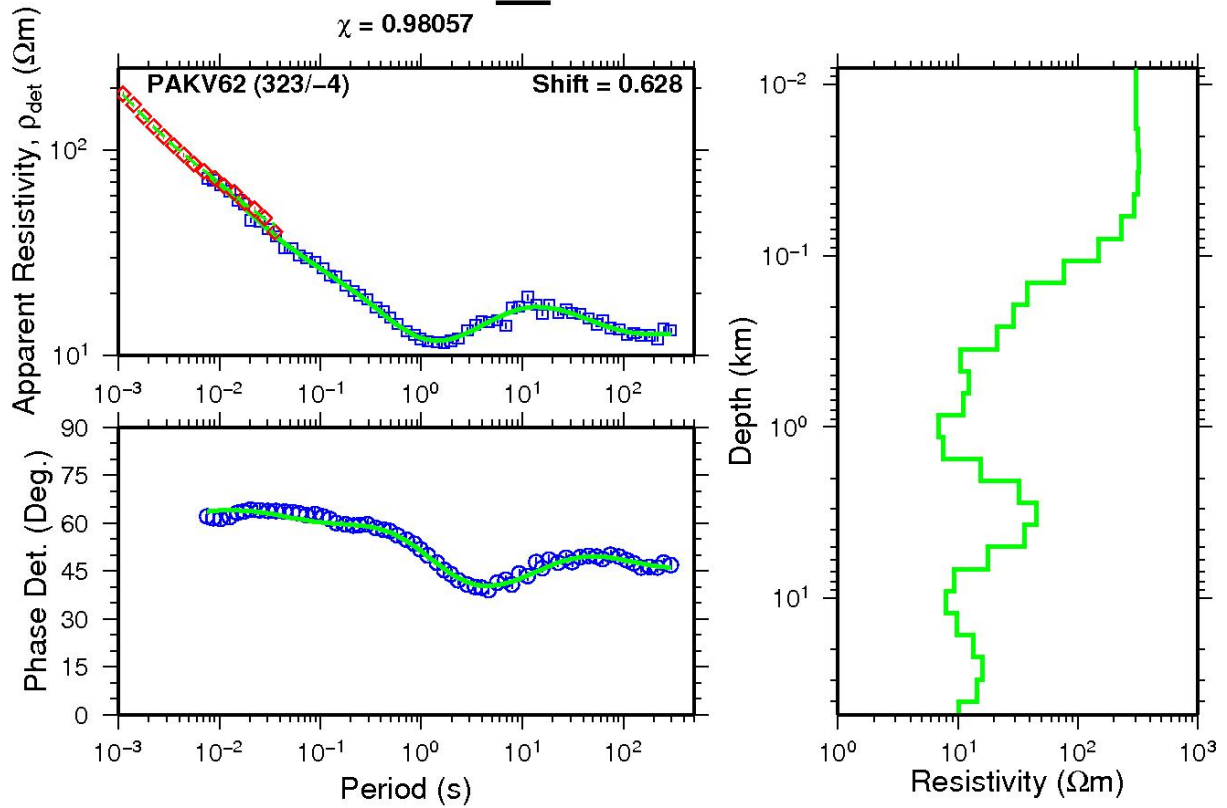 χ = 0.98057
PAKV62 (323/−4)
Shift = 0.628
Apparent Resistivity, ρdet (Ωm)
10²
10¹
10⁻³ 10⁻² 10⁻¹ 10⁰ 10¹ 10²
Phase Det. (Deg.)
90
75
60
45
30
15
0
10⁻³ 10⁻² 10⁻¹ 10⁰ 10¹ 10²
Period (s)
Depth (km)
10⁻²
10⁻¹
10⁰
10¹
10⁰ 10¹ 10² 10³
Resistivity (Ωm)